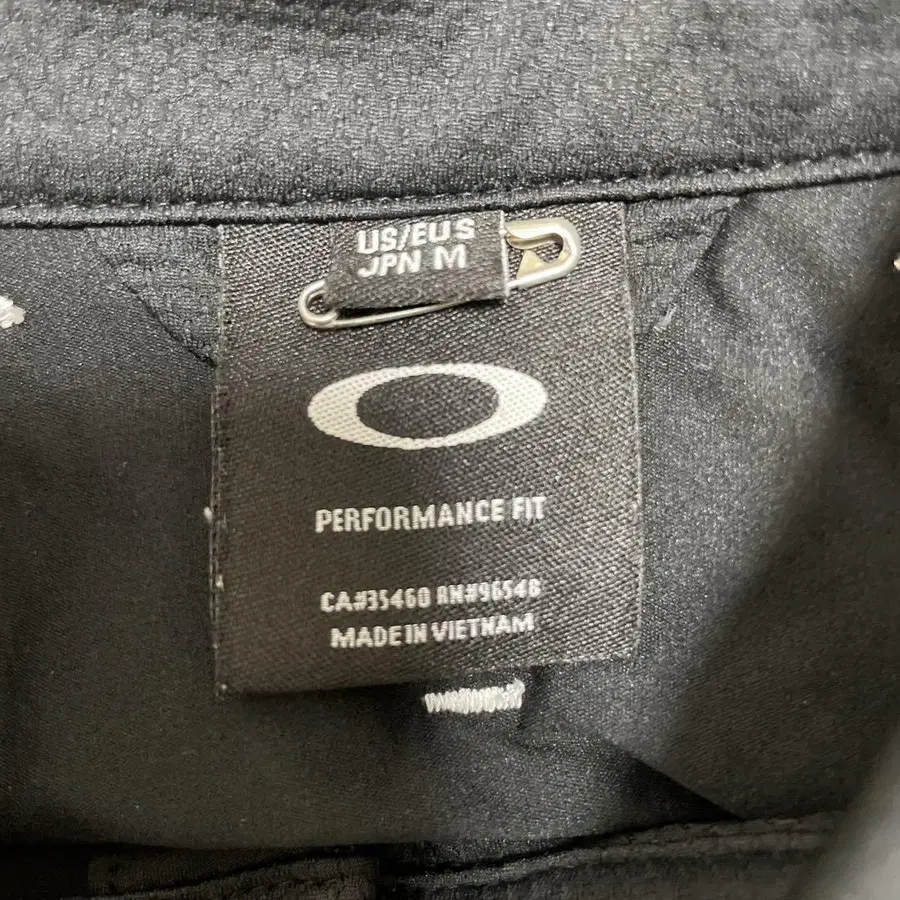 US/EU S
JPN M
PERFORMANCE FIT
CA#35460 RN#96548
MADE IN VIETNAM